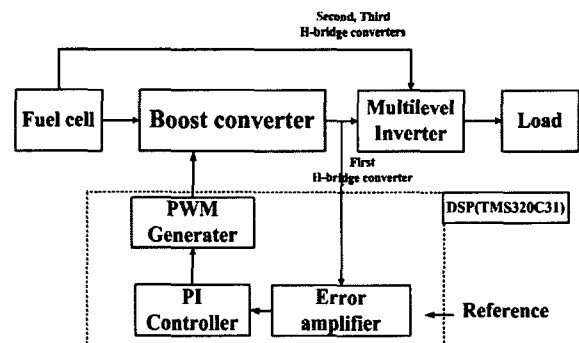 Second, Third
H-bridge converters
Fuel cell
Boost converter
Multilevel
Inverter
Load
First
H-bridge converter
PWM
Generater
DSP(TMS320C31)
PI
Controller
Error
amplifier
Reference